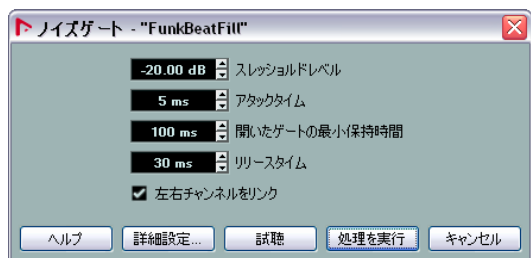 ノイズゲート - "FunkBeatFill"
-20.00 dB スレッショルドレベル
5 ms アタックタイム
100 ms 開いたゲートの最小保持時間
30 ms リリースタイム
左右チャンネルをリンク
ヘルプ 詳細設定... 試聴 処理を実行 キャンセル